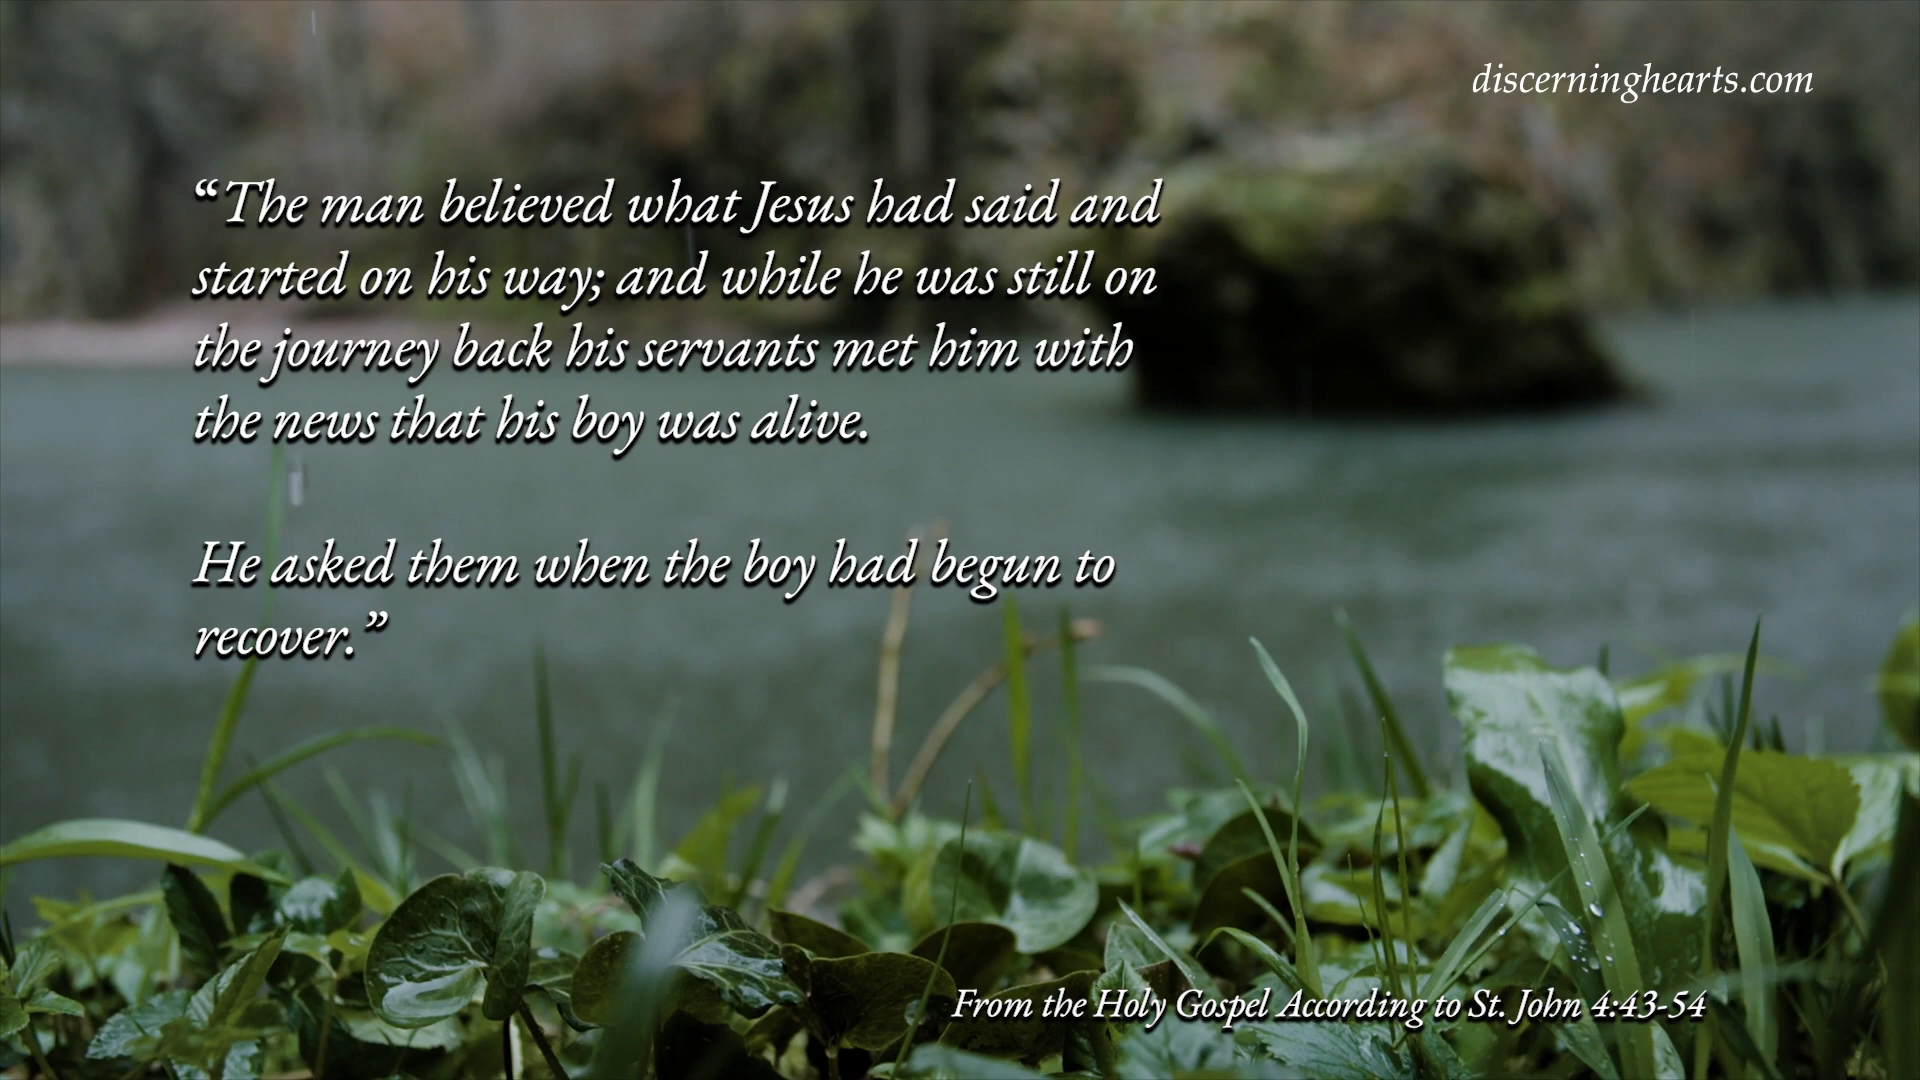 discerninghearts.com
“The man believed what Jesus had said and
started on his way; and while he was still on
the journey back his servants met him with
the news that his boy was alive.
He asked them when the boy had begun to
recover.”
From the Holy Gospel According to St. John 4:43-54